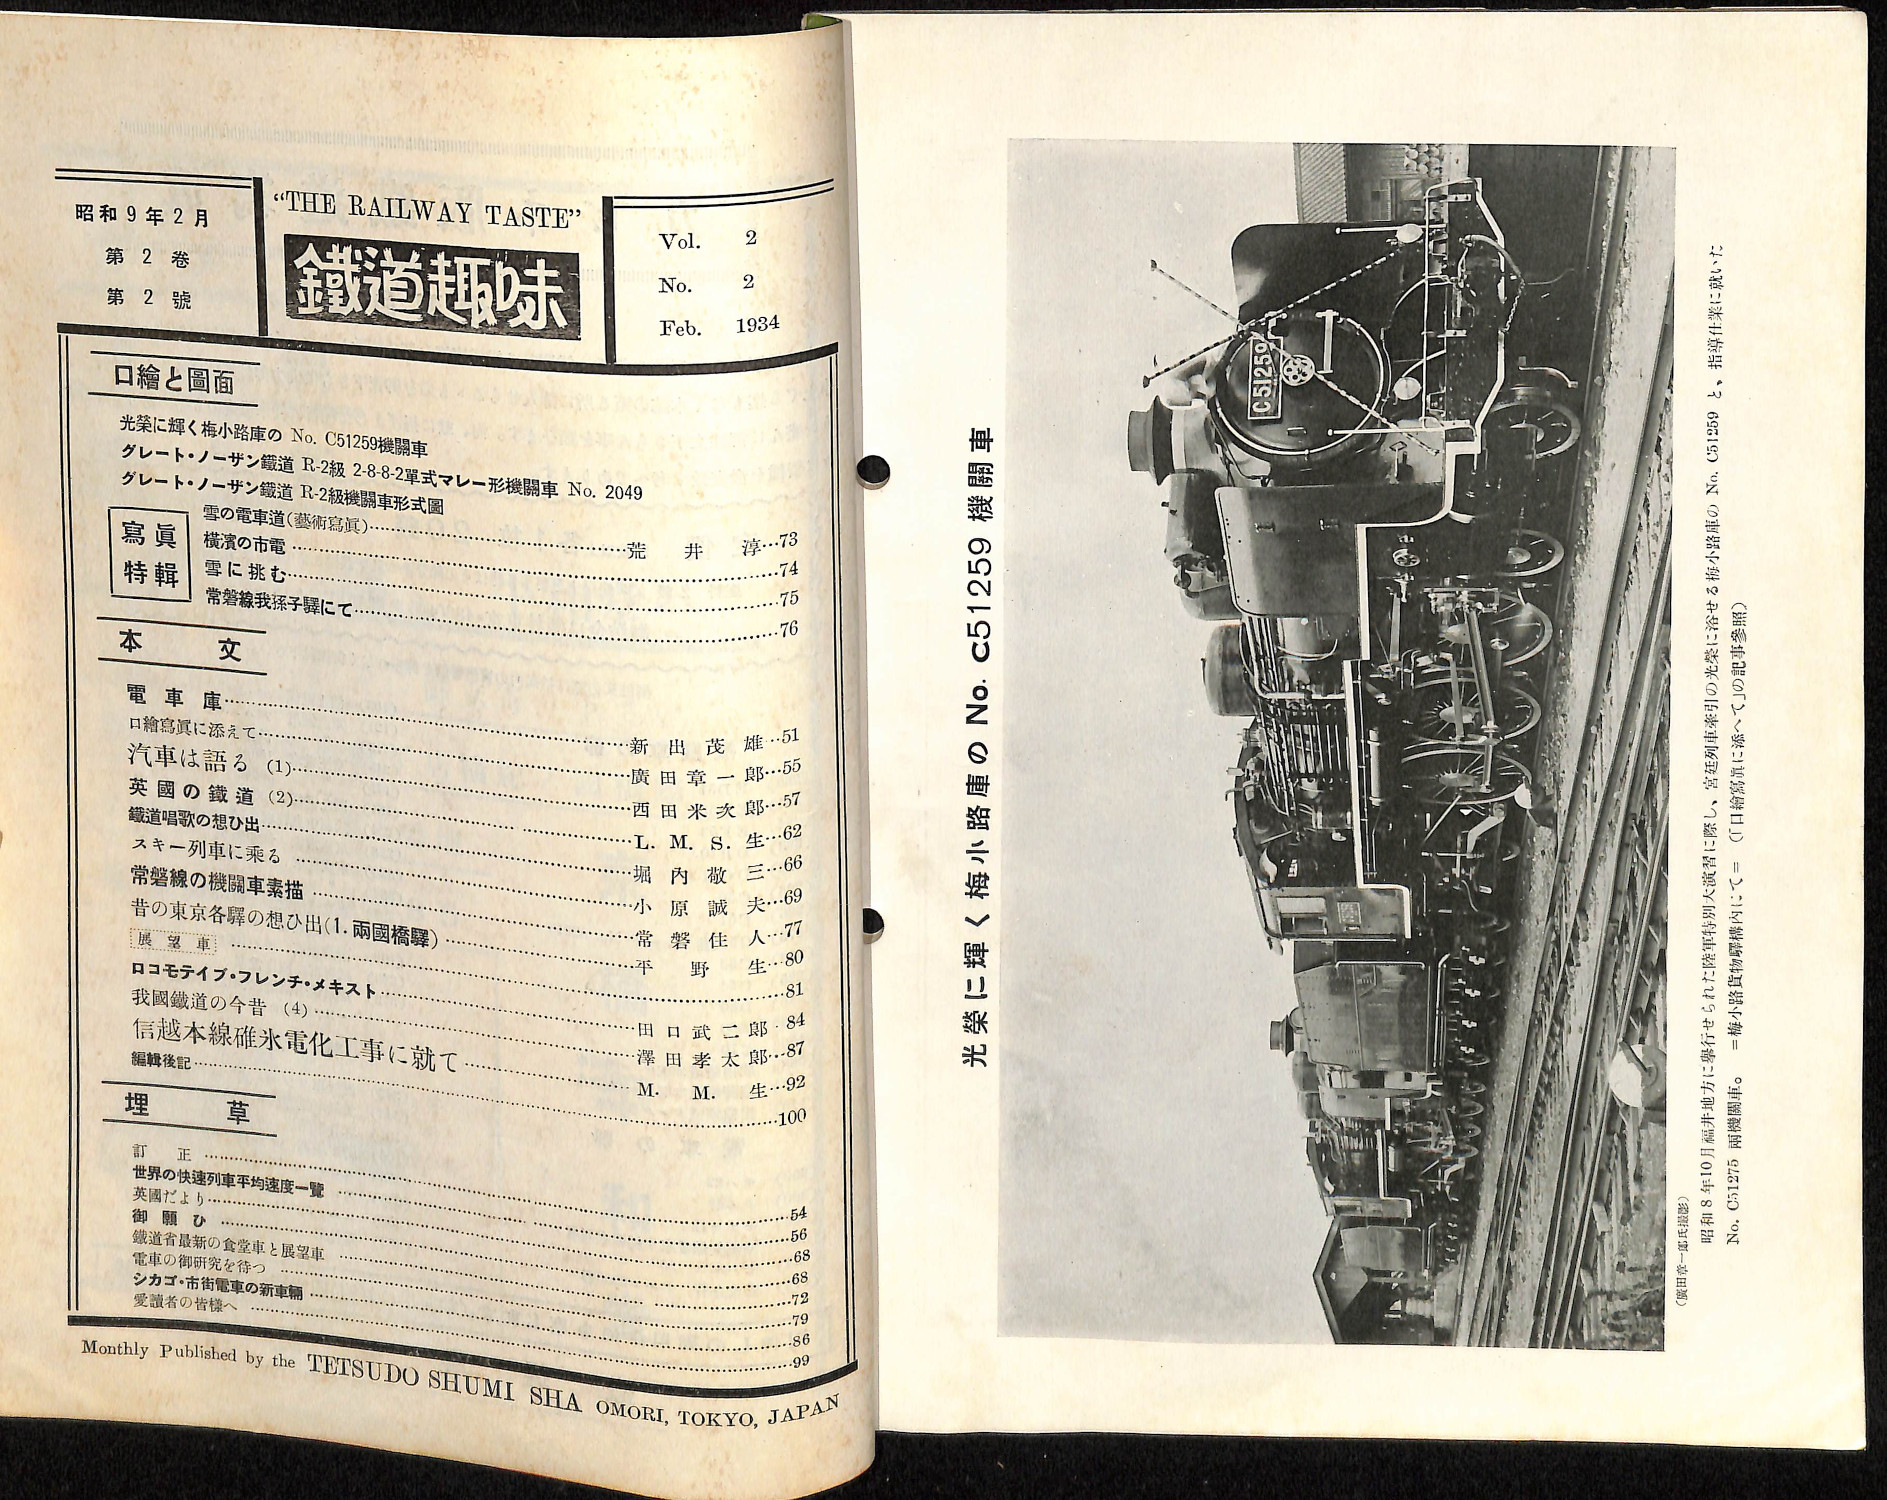 昭和9年2月
第2卷
第2號
“THE RAILWAY TASTE”
鐵道趣味
Vol. 2
No. 2
Feb. 1934
口繪と圖面
光榮に輝く梅小路庫の No. C51259機關車
グレート・ノーザン鐵道 R-2級 2-8-8-2單式マレー形機關車 No. 2049
グレート・ノーザン鐵道 R-2級機關車形式圖
寫眞特輯
雪の電車道(藝術寫眞)……荒井淳…73
橫濱の市電……74
雪に挑む……75
常磐線我孫子驛にて……76
本文
電車庫……新出茂雄…51
口繪寫眞に添えて……廣田章一郎…55
汽車は語る (1)……西田米次郎…57
英國の鐵道 (2)……L. M. S. 生…62
鐵道唱歌の想ひ出……堀內敬三…66
スキー列車に乘る……小原誠夫…69
常磐線の機關車素描……常磐佳人…77
昔の東京各驛の想ひ出(1.兩國橋驛)……平野生…80
展望車……81
ロコモテイブ・フレンチ・メキスト……田口武二郎…84
我國鐵道の今昔 (4)……澤田孝太郎…87
信越本線碓氷電化工事に就て……M. M. 生…92
編輯後記……100
埋草
訂正……54
世界の快速列車平均速度一覽……56
英國だより……68
御願ひ……68
鐵道省最新の食堂車と展望車……72
電車の御硏究を待つ……79
シカゴ・市街電車の新車輛……86
愛讀者の皆樣へ……99
Monthly Published by the TETSUDO SHUMI SHA OMORI, TOKYO, JAPAN
光榮に輝く梅小路庫の No. C51259 機關車
C51259
(廣田章一郎氏撮影)
昭和8年10月福井地方に擧行せられた陸軍特別大演習に際し、宮廷列車牽引の光榮に浴せる梅小路庫の No. C51259 と、指導任業に就いた
No. C51275 兩機關車。 =梅小路貨物驛構內にて= (「口繪寫眞に添へて」の記事參照)